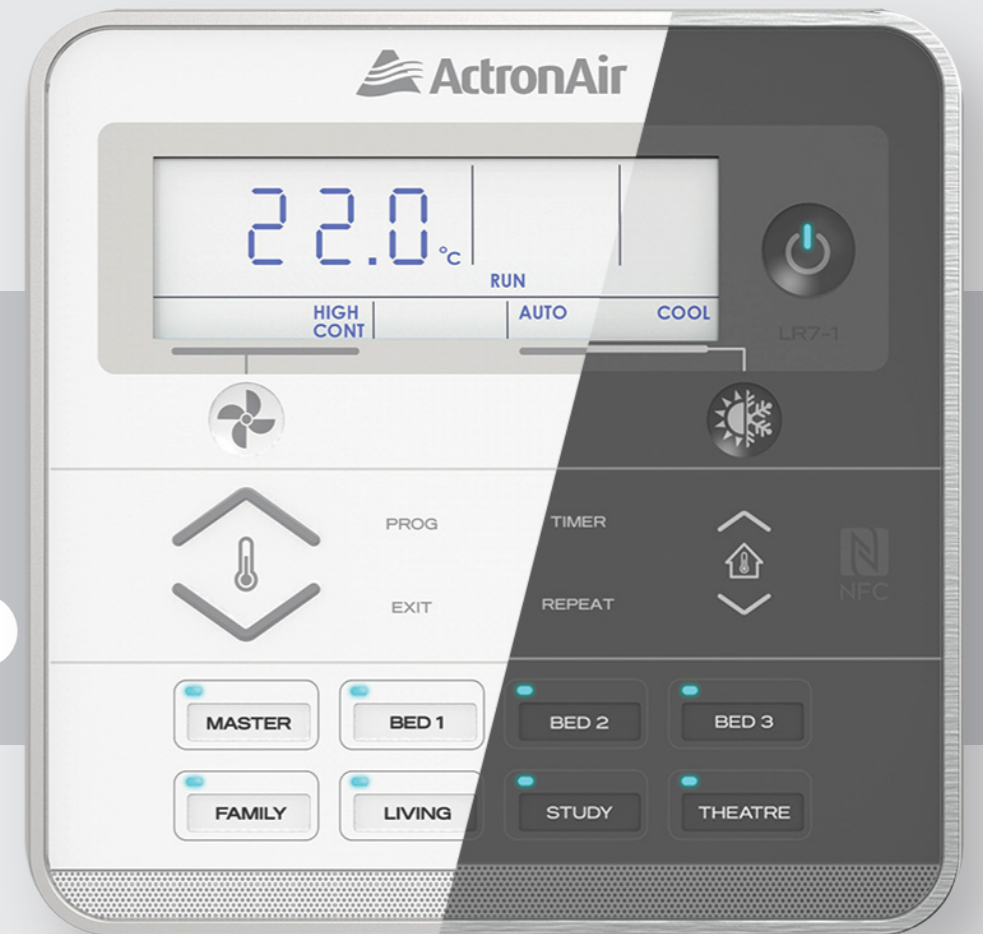 ActronAir
22.0 °C
RUN
HIGH CONT
AUTO COOL
LR7-1
PROG TIMER
NFC
EXIT REPEAT
MASTER BED 1 BED 2 BED 3
FAMILY LIVING STUDY THEATRE